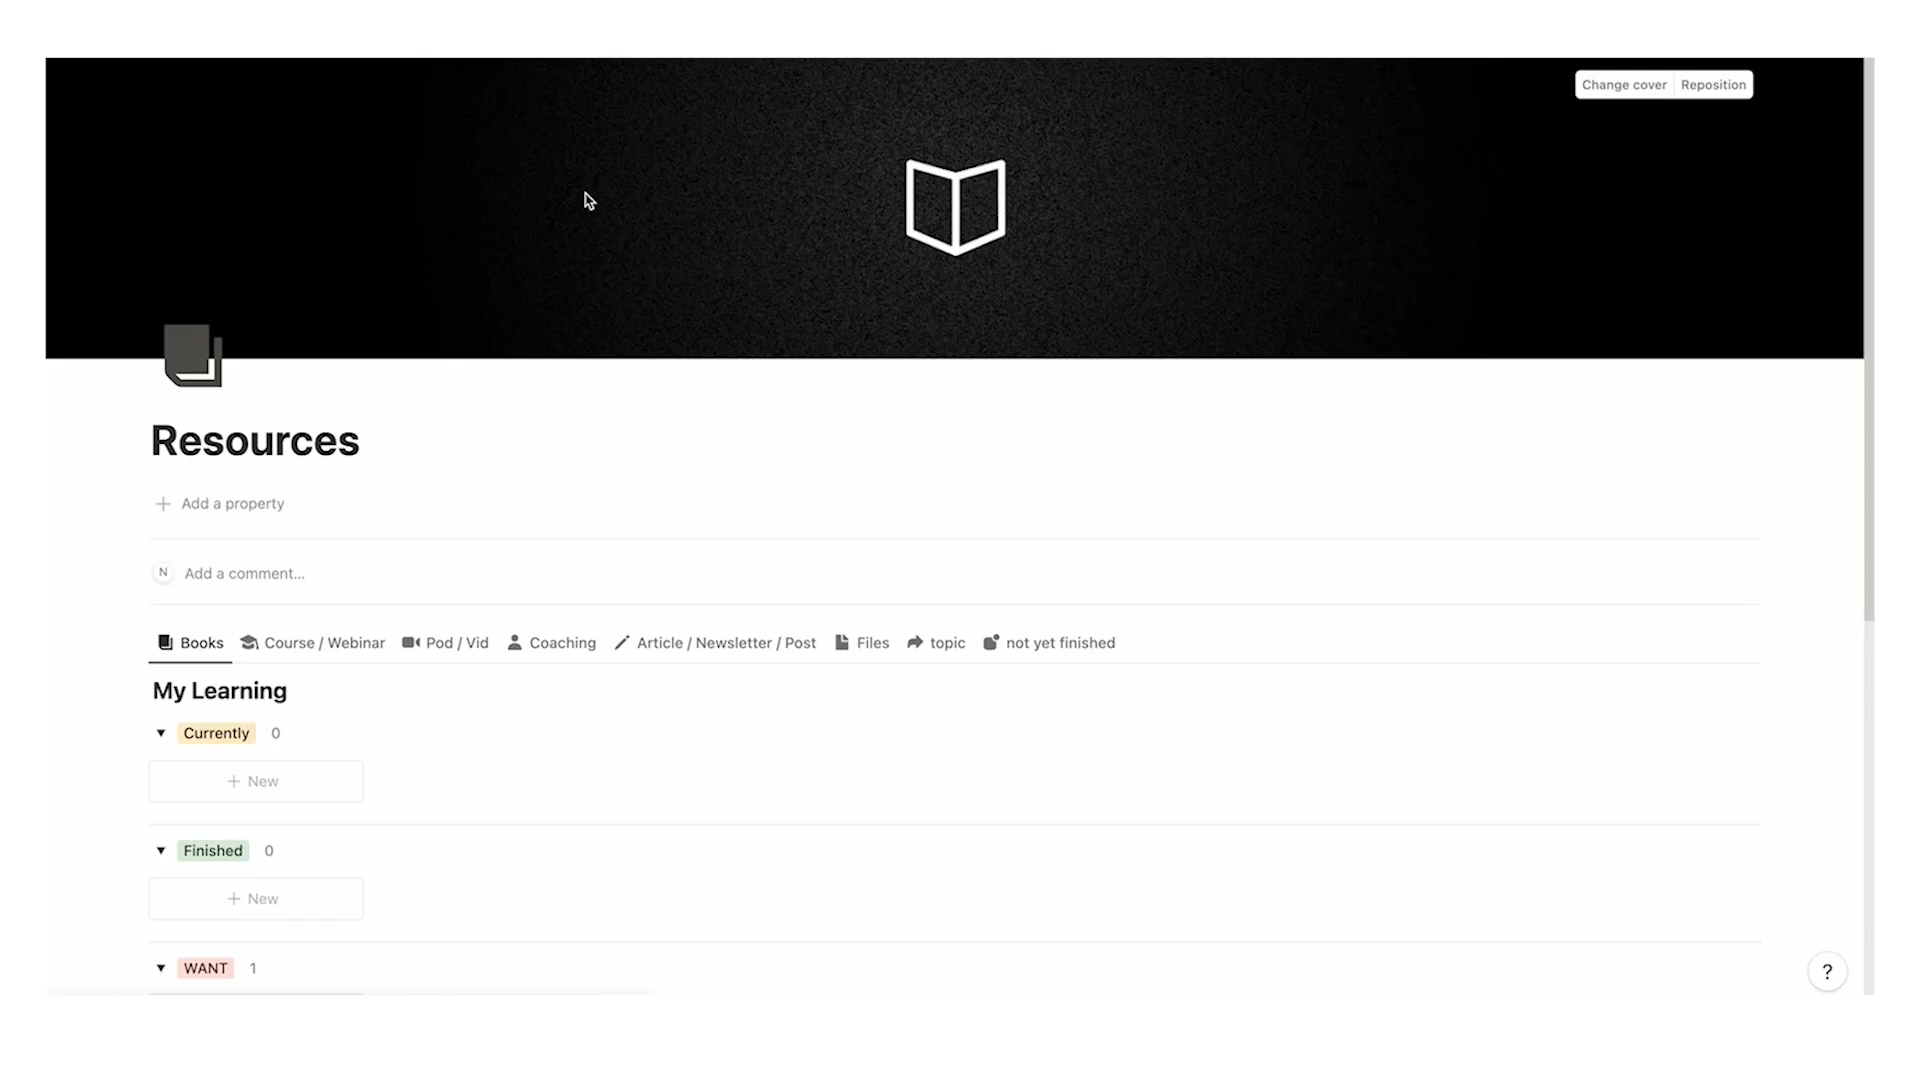 Change cover Reposition
Resources
Add a property
N Add a comment...
Books Course / Webinar Pod / Vid Coaching Article / Newsletter / Post Files topic not yet finished
My Learning
Currently 0
+ New
Finished 0
+ New
WANT 1
?